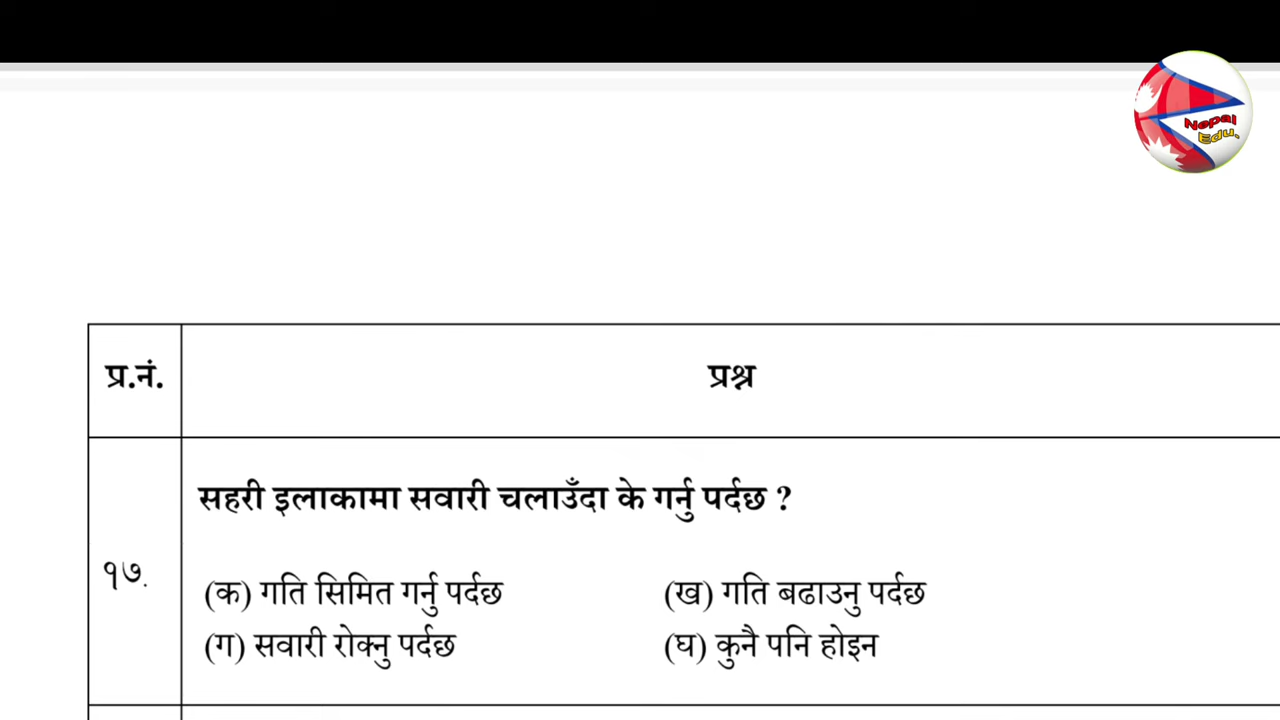 Nepal
Edu.
प्र.नं.
प्रश्न
सहरी इलाकामा सवारी चलाउँदा के गर्नु पर्दछ ?
१७.
(क) गति सिमित गर्नु पर्दछ
(ख) गति बढाउनु पर्दछ
(ग) सवारी रोक्नु पर्दछ
(घ) कुनै पनि होइन